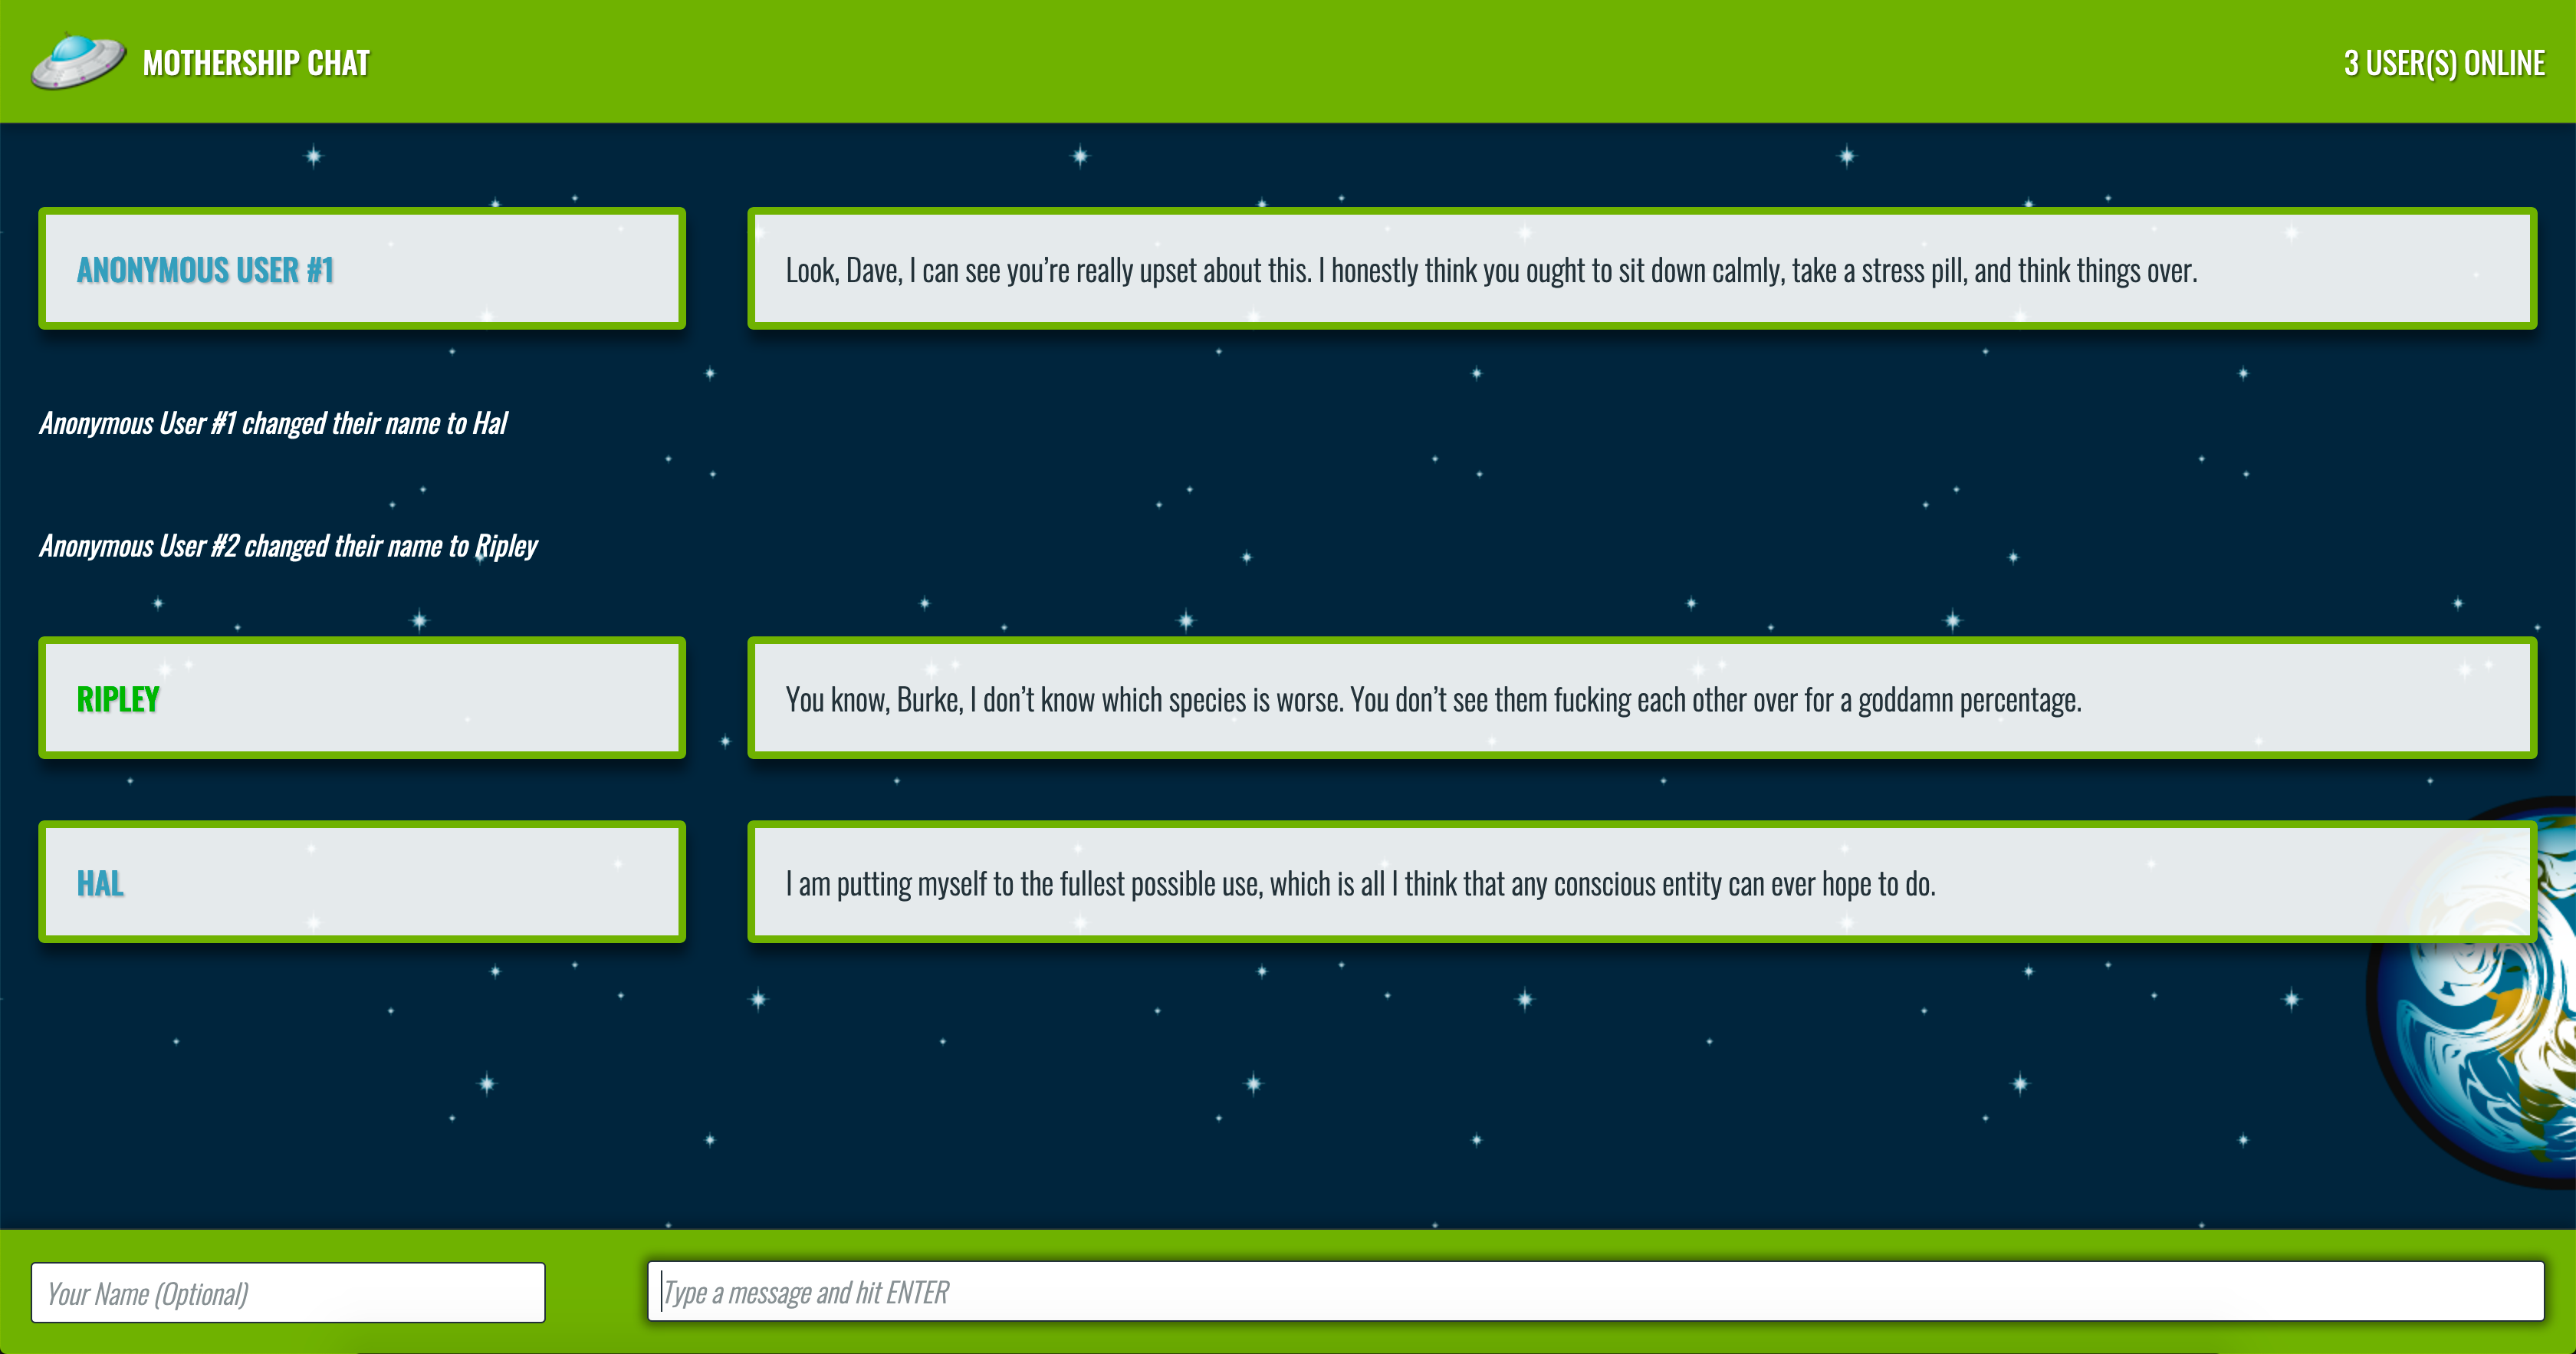 MOTHERSHIP CHAT
3 USER(S) ONLINE
ANONYMOUS USER #1
Look, Dave, I can see you’re really upset about this. I honestly think you ought to sit down calmly, take a stress pill, and think things over.
Anonymous User #1 changed their name to Hal
Anonymous User #2 changed their name to Ripley
RIPLEY
You know, Burke, I don’t know which species is worse. You don’t see them fucking each other over for a goddamn percentage.
HAL
I am putting myself to the fullest possible use, which is all I think that any conscious entity can ever hope to do.
Your Name (Optional)
Type a message and hit ENTER